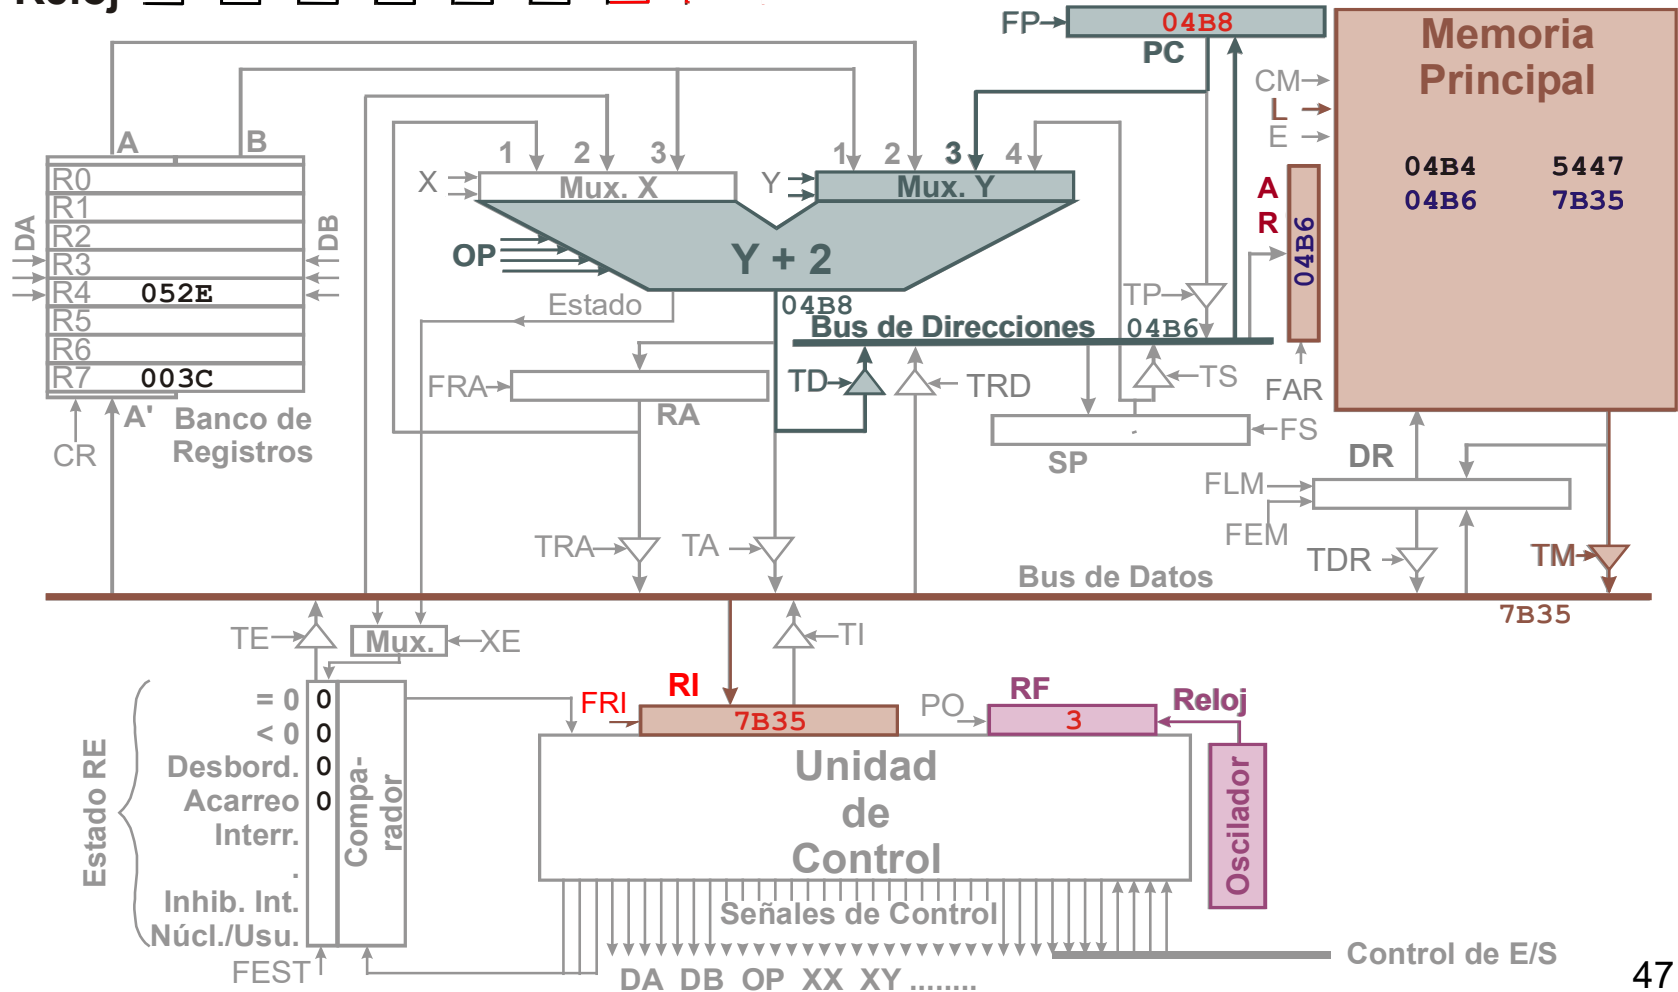 Reloj
FP
04B8
PC
Memoria
Principal
CM
L
E
04B4 5447
04B6 7B35
A
R
04B6
FAR
A B
R0
R1
R2
R3
R4 052E
R5
R6
R7 003C
DA
DB
A'
Banco de
Registros
CR
1 2 3
X
Mux. X
1 2 3 4
Y
Mux. Y
OP
Y + 2
Estado
04B8
Bus de Direcciones 04B6
TP
FRA
RA
TD
TRD
TS
SP
FS
DR
FLM
FEM
TRA
TA
TDR
TM
Bus de Datos
7B35
TE
Mux.
XE
TI
Estado RE
= 0 0
< 0 0
Desbord. 0
Acarreo 0
Interr.
.
Inhib. Int.
Núcl./Usu.
FEST
Compa-
rador
FRI
RI
7B35
PO
RF
3
Reloj
Oscilador
Unidad
de
Control
Señales de Control
DA DB OP XX XY ........
Control de E/S
47